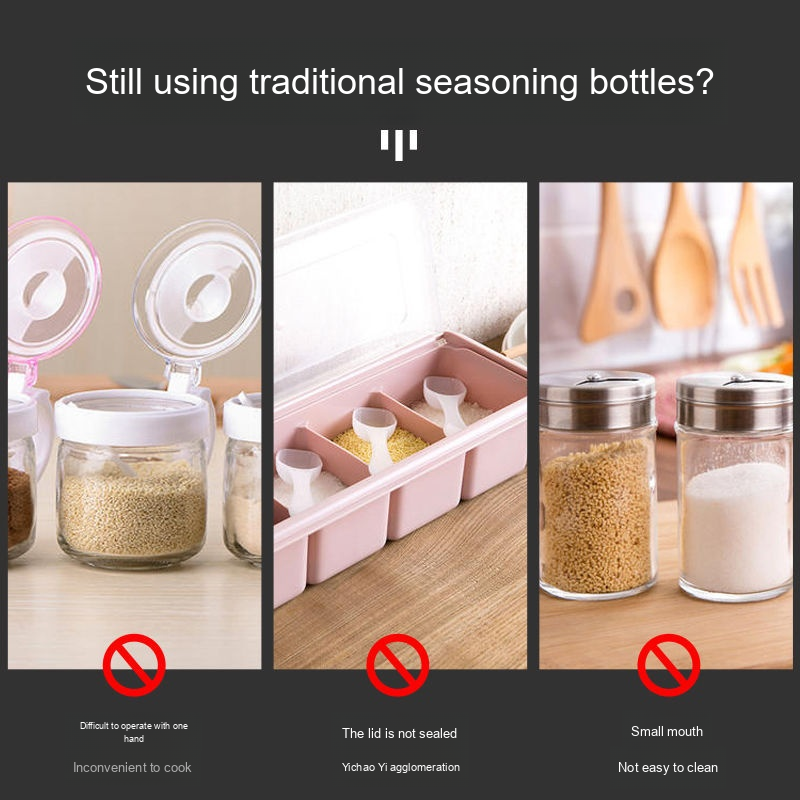 Still using traditional seasoning bottles?
Difficult to operate with one
hand
Inconvenient to cook
The lid is not sealed
Yichao Yi agglomeration
Small mouth
Not easy to clean